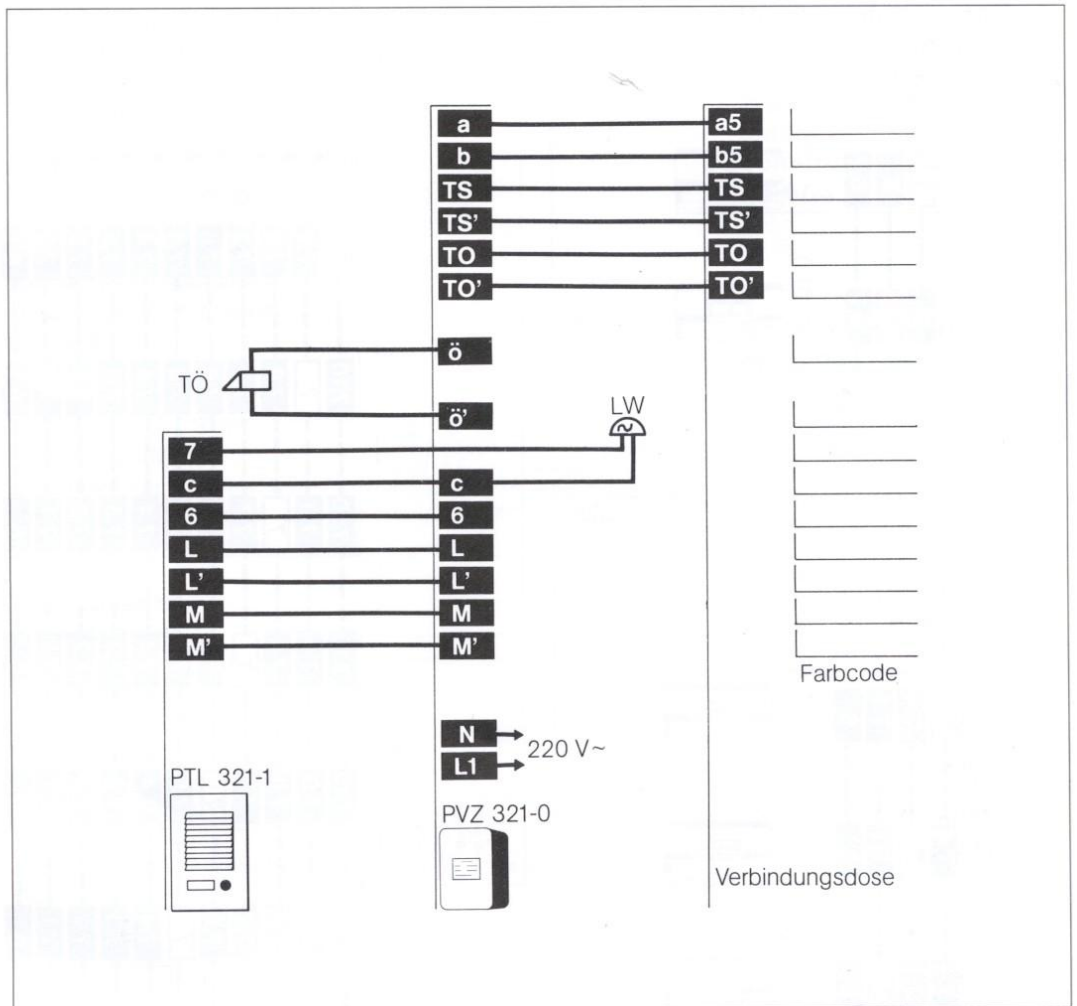 a a5
b b5
TS TS
TS' TS'
TO TO
TO' TO'
ö
TÖ
ö'
LW
7
c c
6 6
L L
L' L'
M M
M' M'
Farbcode
N
220 V~
L1
PTL 321-1
PVZ 321-0
Verbindungsdose